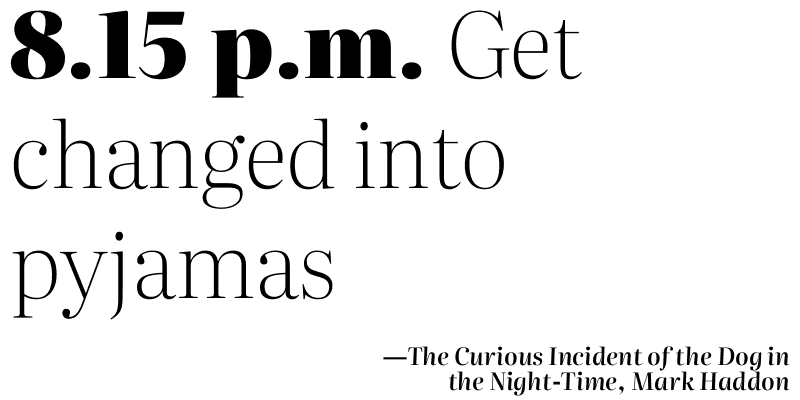 8.15 p.m. Get
changed into
pyjamas
—The Curious Incident of the Dog in
the Night-Time, Mark Haddon